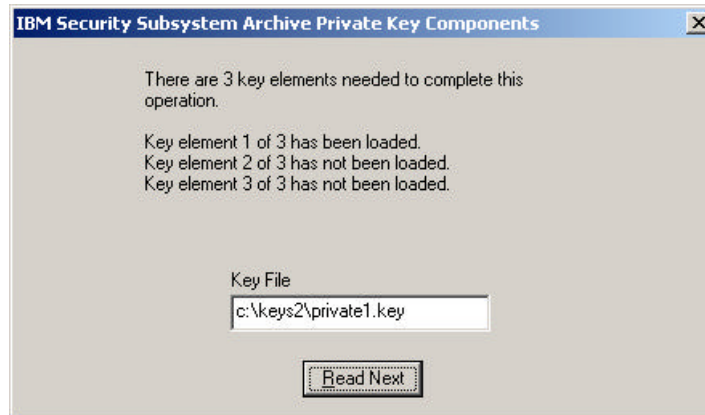 IBM Security Subsystem Archive Private Key Components
There are 3 key elements needed to complete this
operation.
Key element 1 of 3 has been loaded.
Key element 2 of 3 has not been loaded.
Key element 3 of 3 has not been loaded.
Key File
c:\keys2\private1.key
Read Next